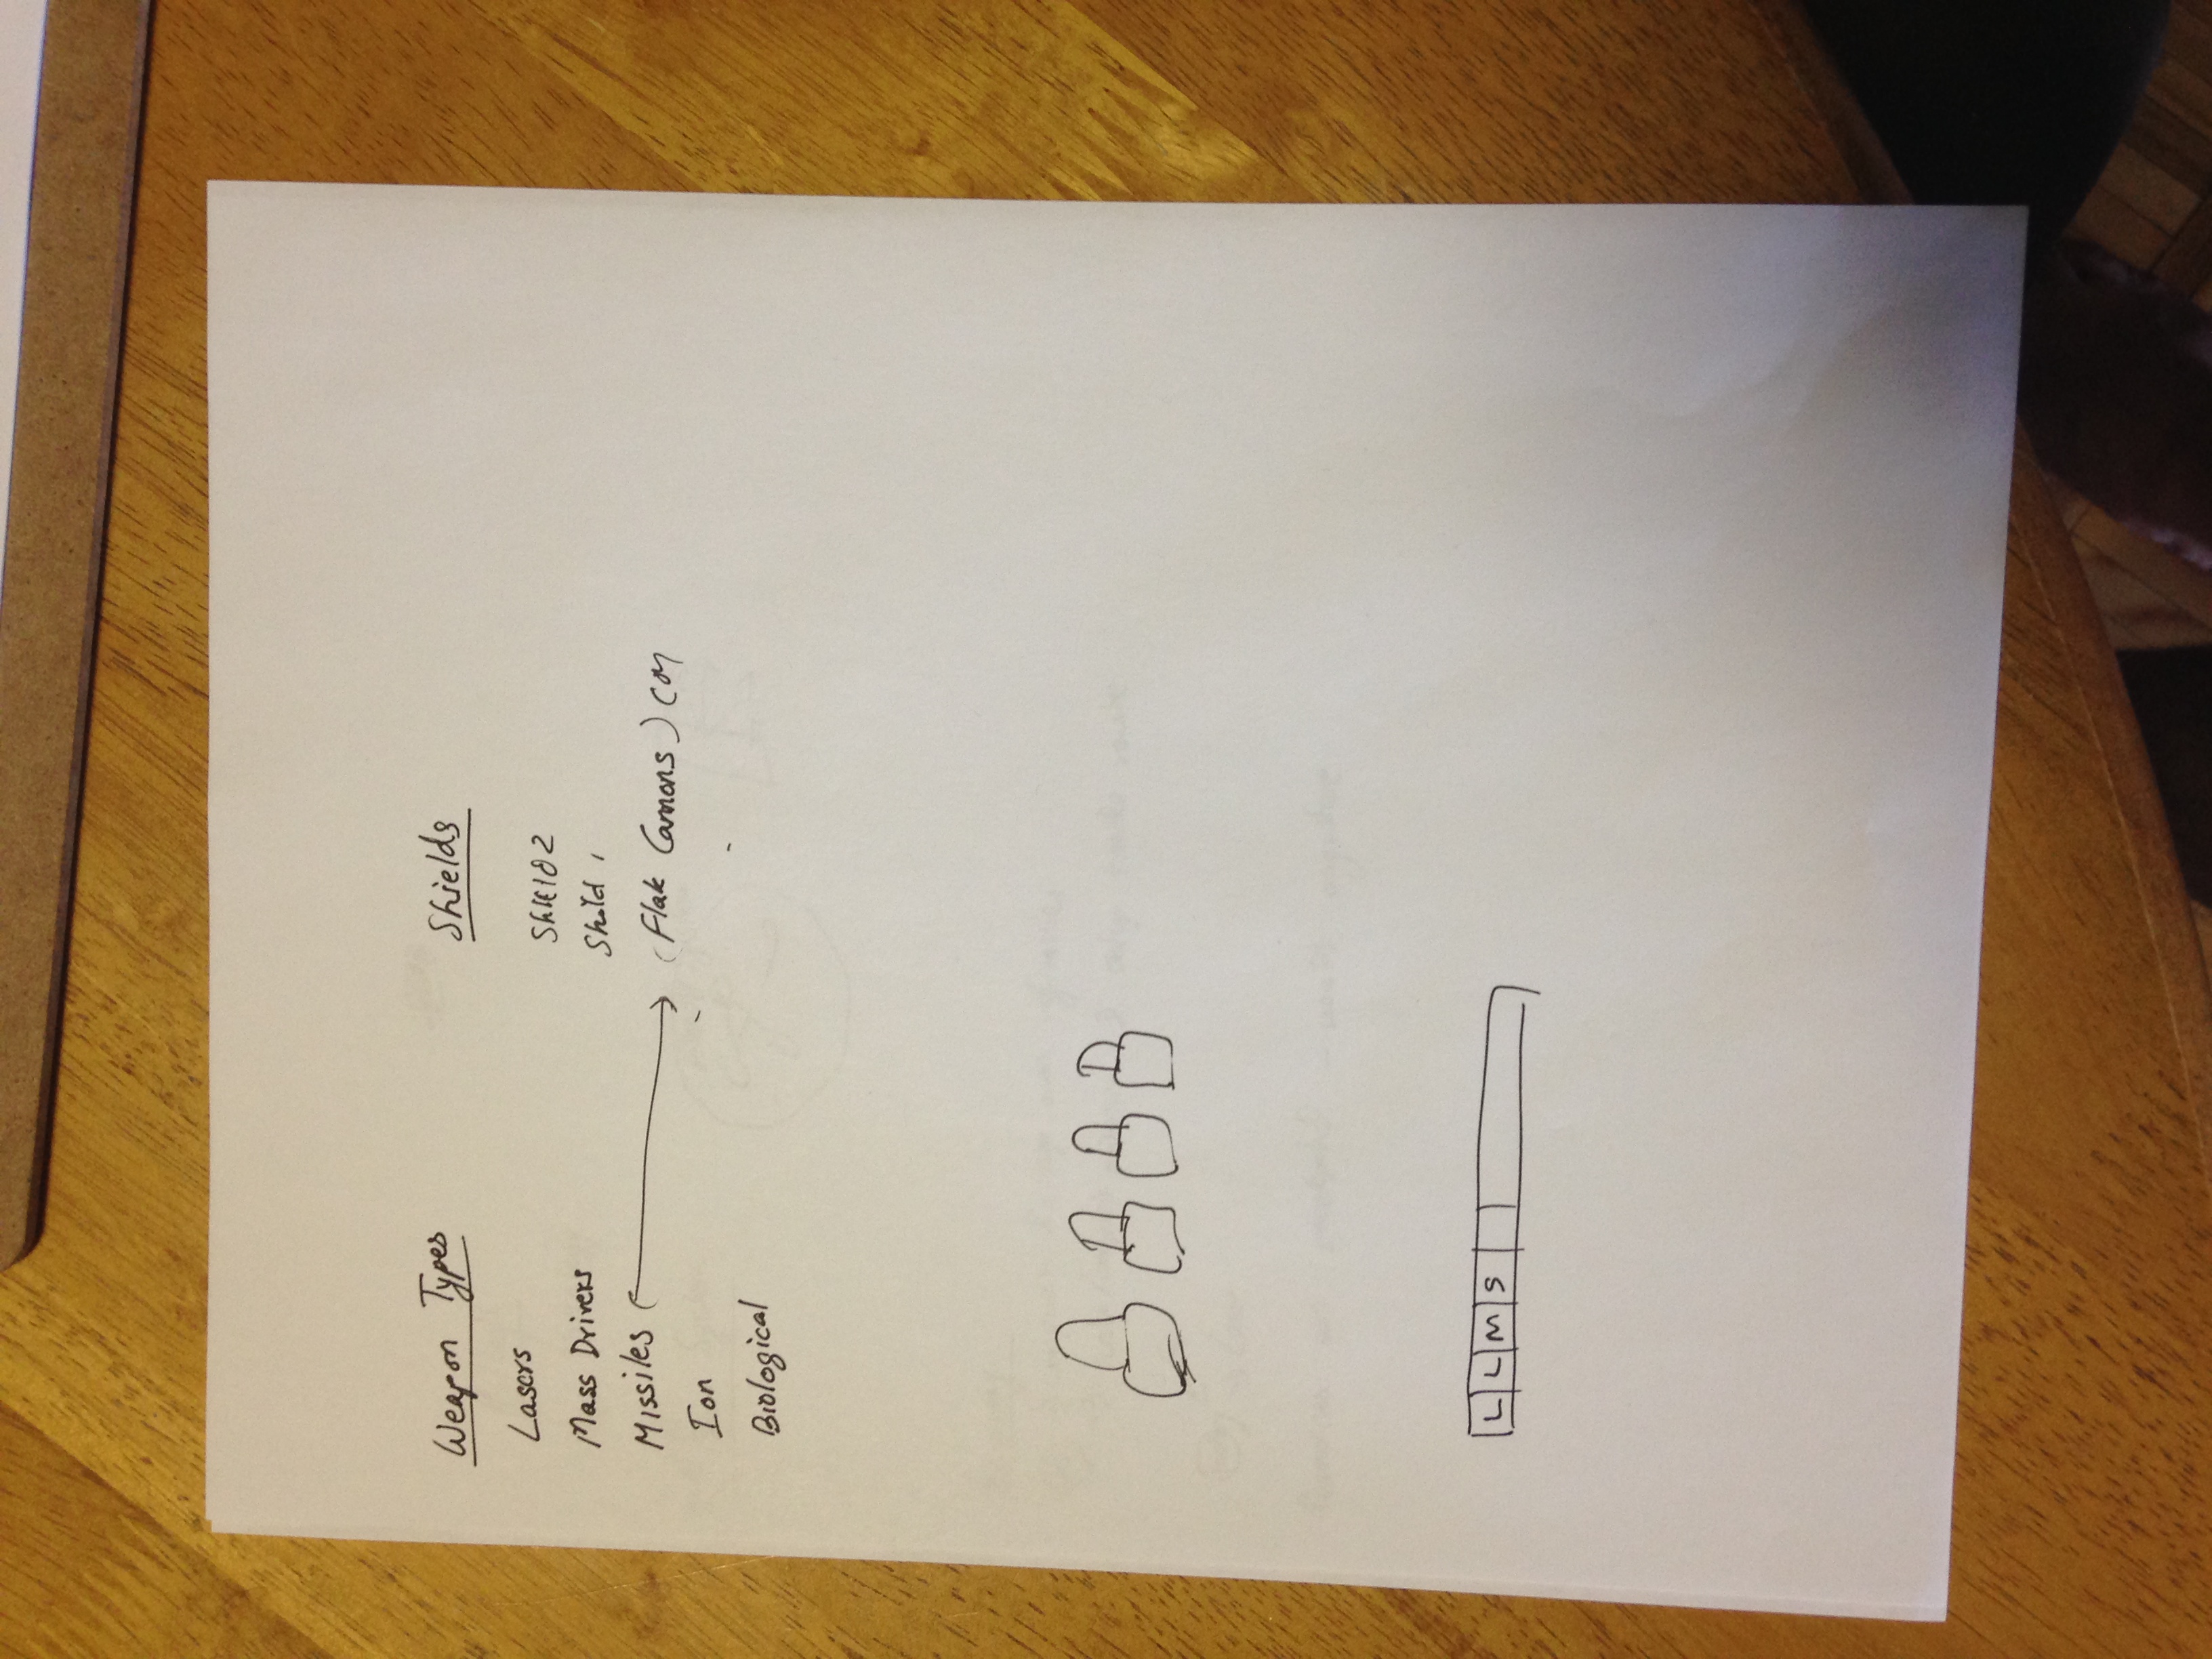 Weapon Types
Lasers
Mass Drivers
Missiles
Ion
Biological
Shields
Shield 2
Shield 1
(Flak Cannons) CM
L L M S